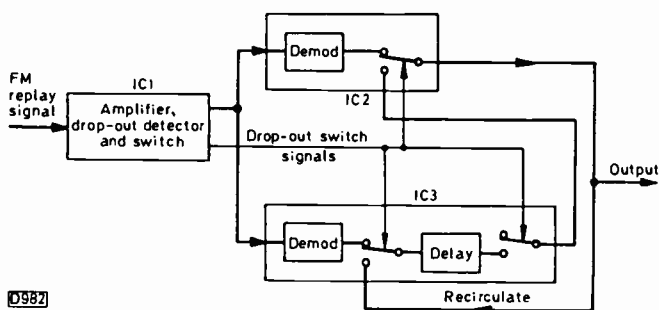 FM
replay
signal
IC1
Amplifier,
drop-out detector
and switch
Demod
IC2
Drop-out switch
signals
Output
IC3
Demod
Delay
Recirculate
D982